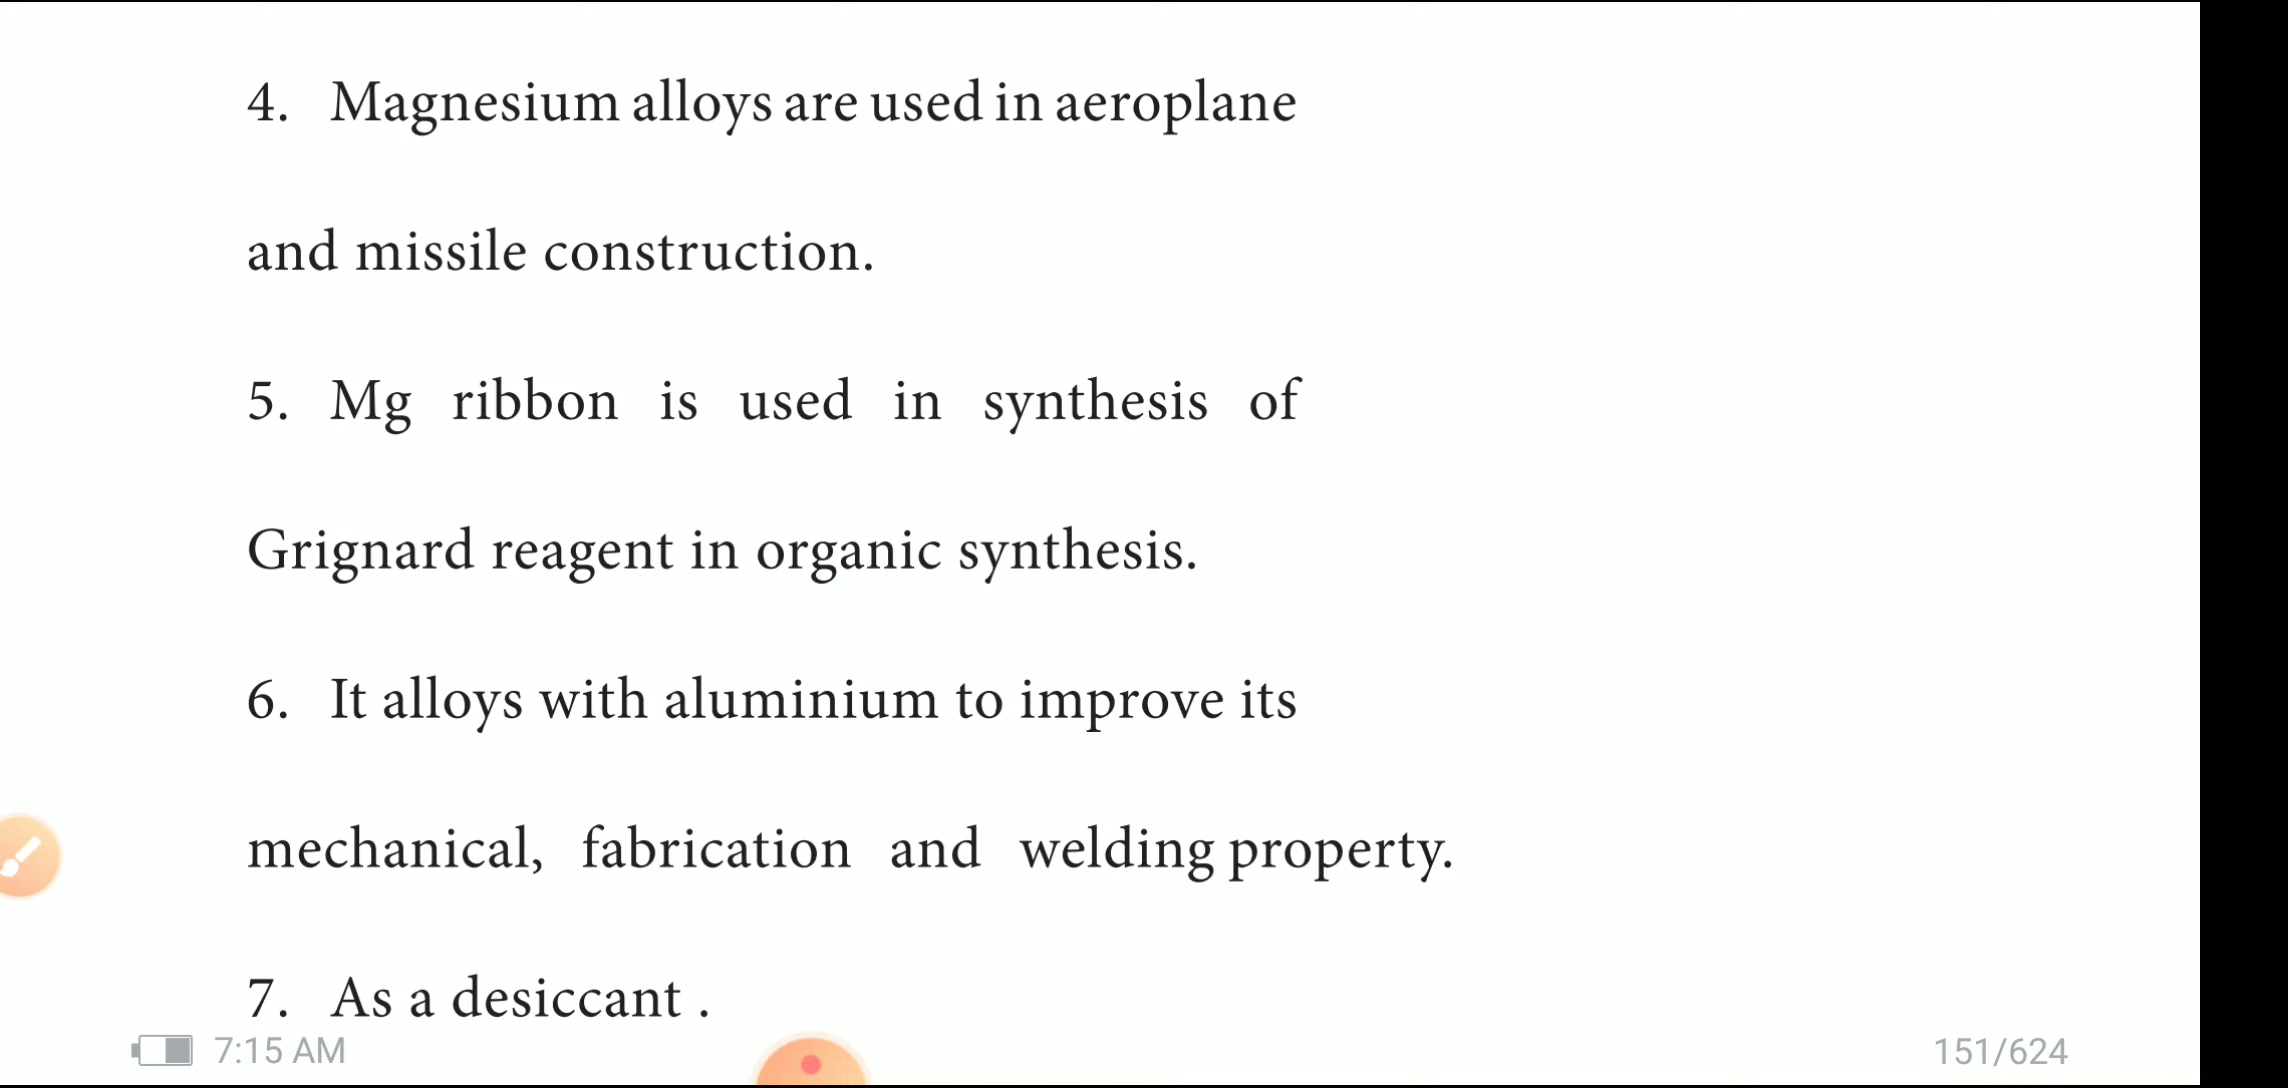 4. Magnesium alloys are used in aeroplane
and missile construction.
5. Mg ribbon is used in synthesis of
Grignard reagent in organic synthesis.
6. It alloys with aluminium to improve its
mechanical, fabrication and welding property.
7. As a desiccant .
7:15 AM
151/624